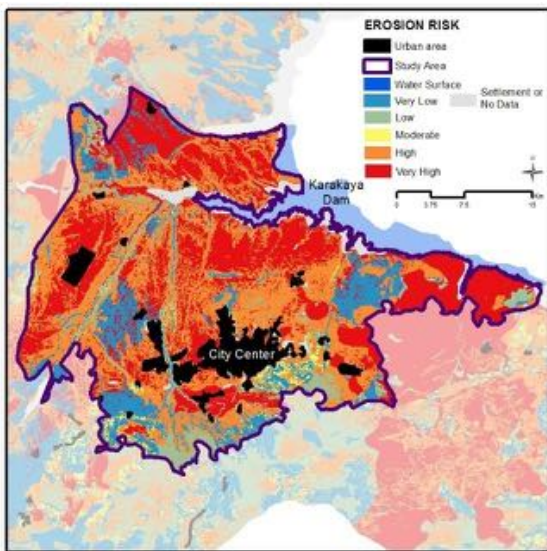 EROSION RISK
Urban area
Study Area
Water Surface
Very Low
Low
Moderate
High
Very High
Settlement or
No Data
Karakaya
Dam
0 3.75 7.5 15
Km
City Center